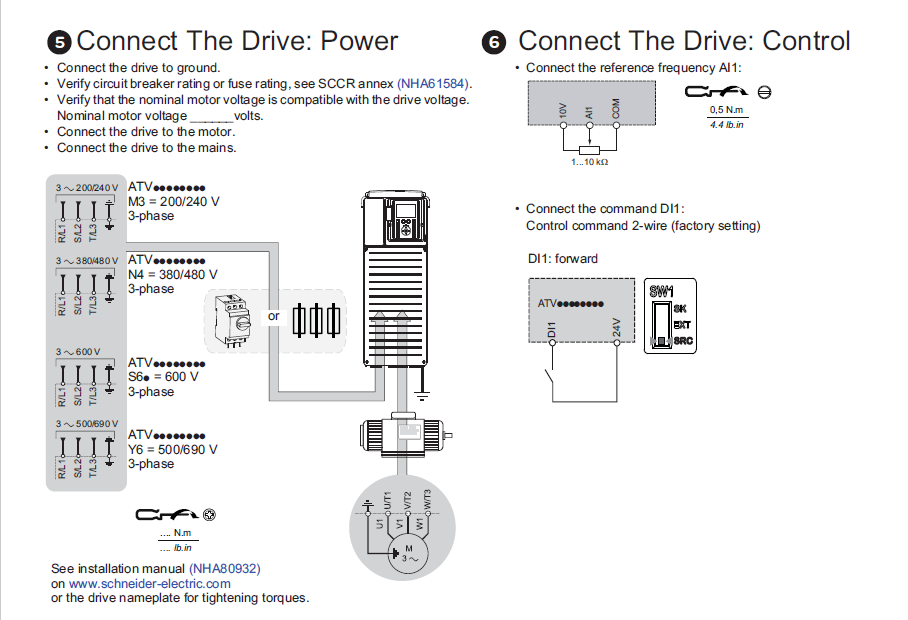 5 Connect The Drive: Power
• Connect the drive to ground.
• Verify circuit breaker rating or fuse rating, see SCCR annex (NHA61584).
• Verify that the nominal motor voltage is compatible with the drive voltage.
Nominal motor voltage ______volts.
• Connect the drive to the motor.
• Connect the drive to the mains.
3 ~ 200/240 V
R/L1
S/L2
T/L3
ATV●●●●●●●●
M3 = 200/240 V
3-phase
3 ~ 380/480 V
R/L1
S/L2
T/L3
ATV●●●●●●●●
N4 = 380/480 V
3-phase
or
3 ~ 600 V
R/L1
S/L2
T/L3
ATV●●●●●●●●
S6● = 600 V
3-phase
3 ~ 500/690 V
R/L1
S/L2
T/L3
ATV●●●●●●●●
Y6 = 500/690 V
3-phase
U/T1
V/T2
W/T3
U1
V1
W1
M
3 ~
.... N.m
.... lb.in
See installation manual (NHA80932)
on www.schneider-electric.com
or the drive nameplate for tightening torques.
6 Connect The Drive: Control
• Connect the reference frequency AI1:
10V
AI1
COM
1...10 kΩ
0,5 N.m
4.4 lb.in
• Connect the command DI1:
Control command 2-wire (factory setting)
DI1: forward
ATV●●●●●●●●
DI1
24V
SW1
SK
EXT
SRC